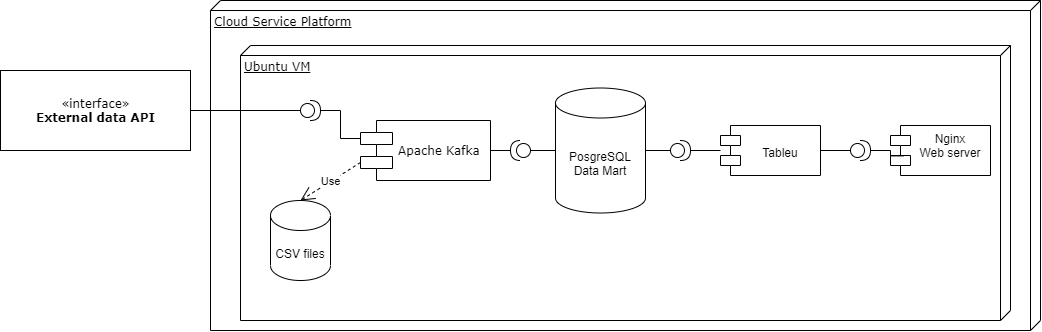 Cloud Service Platform
Ubuntu VM
«interface»
External data API
Apache Kafka
Use
CSV files
PosgreSQL
Data Mart
Tableu
Nginx
Web server